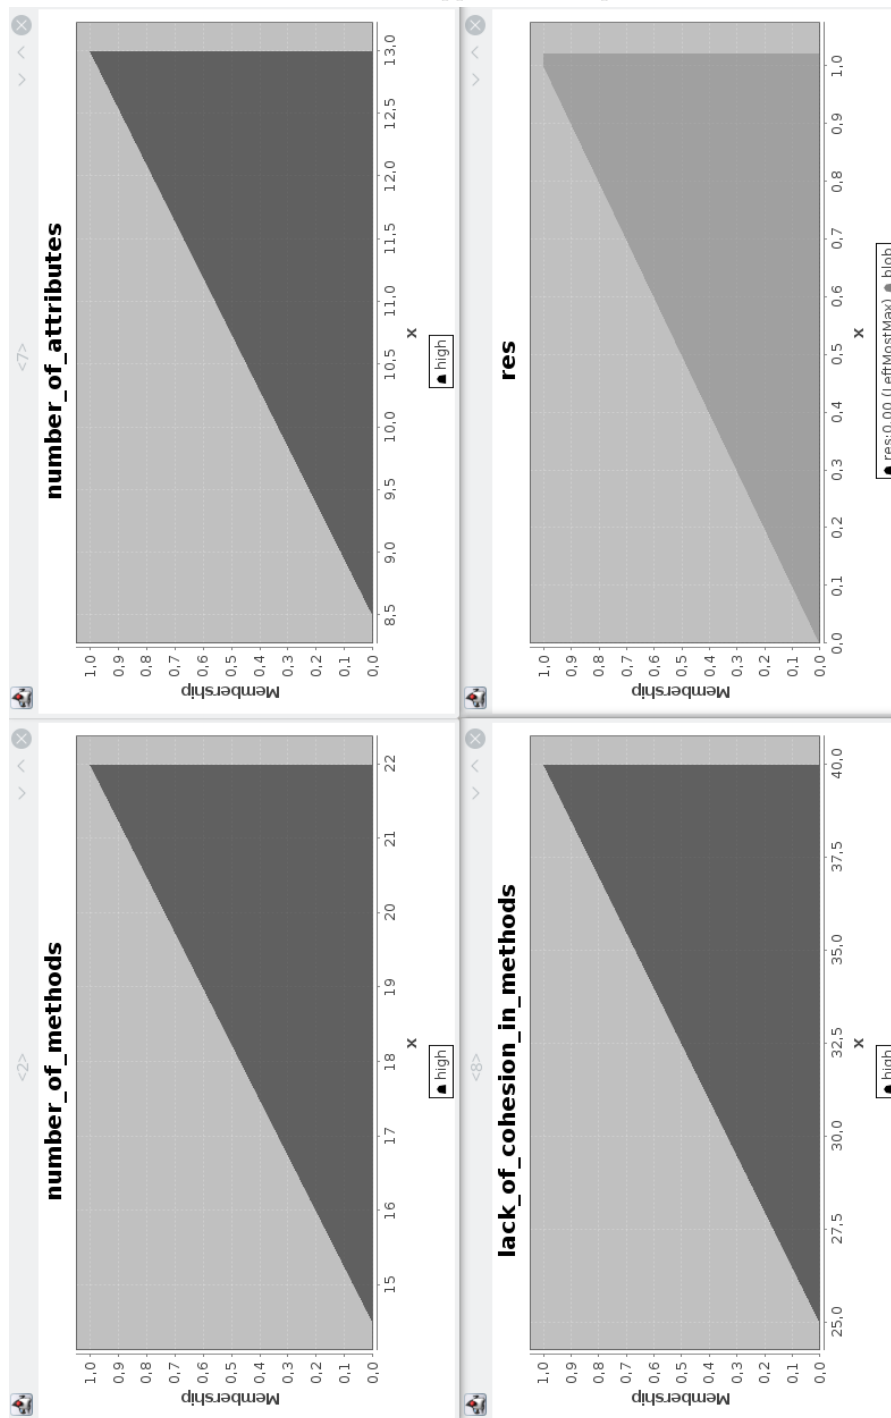 <2>
number_of_methods
Membership
1,0
0,9
0,8
0,7
0,6
0,5
0,4
0,3
0,2
0,1
0,0
15 16 17 18 19 20 21 22
x
high
<7>
number_of_attributes
Membership
1,0
0,9
0,8
0,7
0,6
0,5
0,4
0,3
0,2
0,1
0,0
8,5 9,0 9,5 10,0 10,5 11,0 11,5 12,0 12,5 13,0
x
high
<8>
lack_of_cohesion_in_methods
Membership
1,0
0,9
0,8
0,7
0,6
0,5
0,4
0,3
0,2
0,1
0,0
25,0 27,5 30,0 32,5 35,0 37,5 40,0
x
high
res
Membership
1,0
0,9
0,8
0,7
0,6
0,5
0,4
0,3
0,2
0,1
0,0
0,0 0,1 0,2 0,3 0,4 0,5 0,6 0,7 0,8 0,9 1,0
x
res:0.00 (LeftMostMax) blob